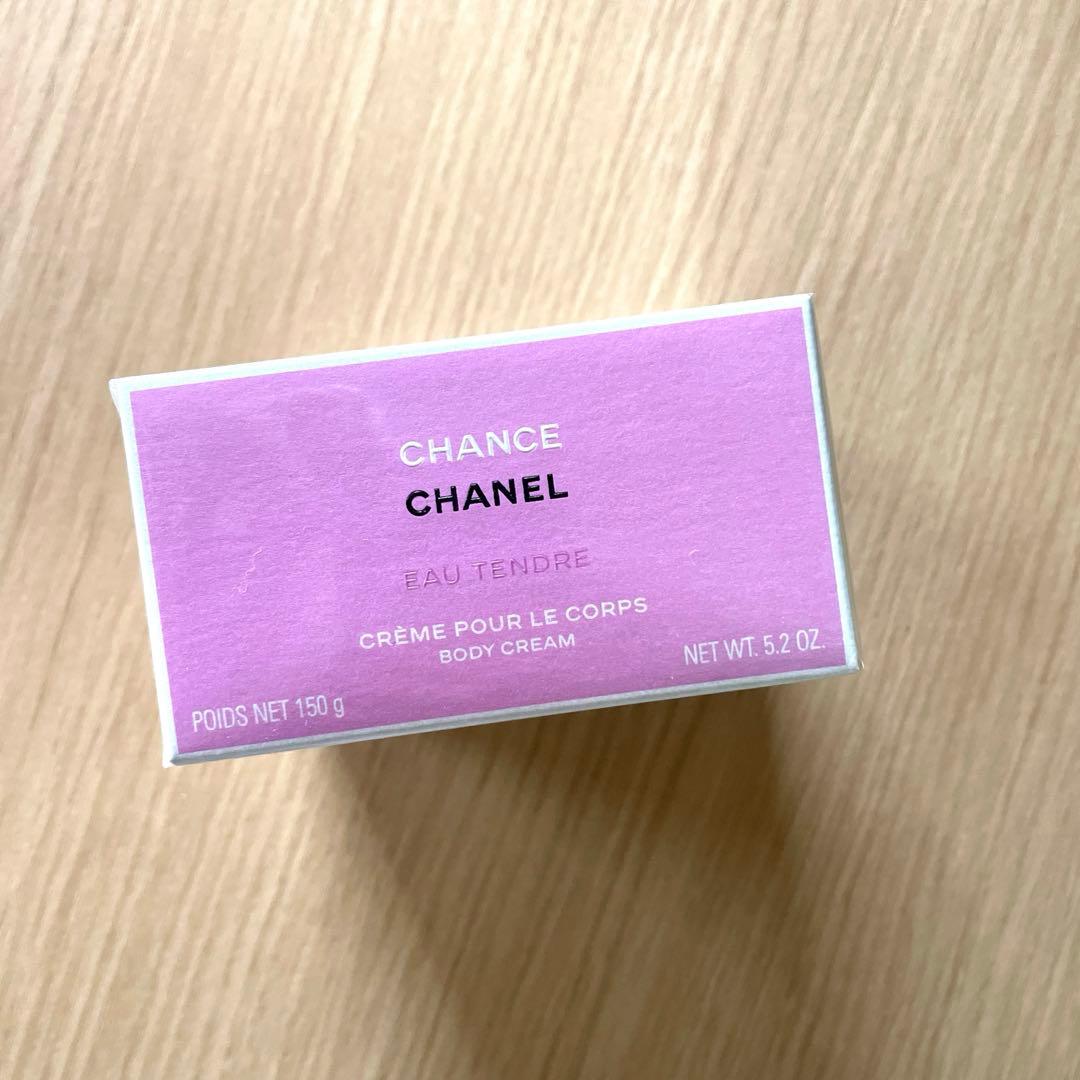 CHANCE
CHANEL
EAU TENDRE
CRÈME POUR LE CORPS
BODY CREAM
POIDS NET 150 g
NET WT. 5.2 OZ.